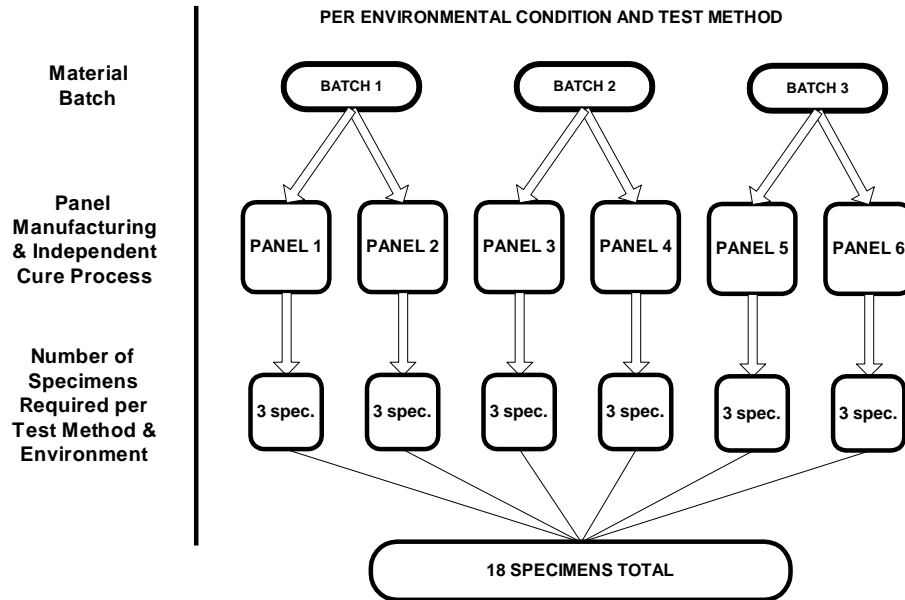 PER ENVIRONMENTAL CONDITION AND TEST METHOD
Material
Batch
BATCH 1
BATCH 2
BATCH 3
Panel
Manufacturing
& Independent
Cure Process
PANEL 1
PANEL 2
PANEL 3
PANEL 4
PANEL 5
PANEL 6
Number of
Specimens
Required per
Test Method &
Environment
3 spec.
3 spec.
3 spec.
3 spec.
3 spec.
3 spec.
18 SPECIMENS TOTAL